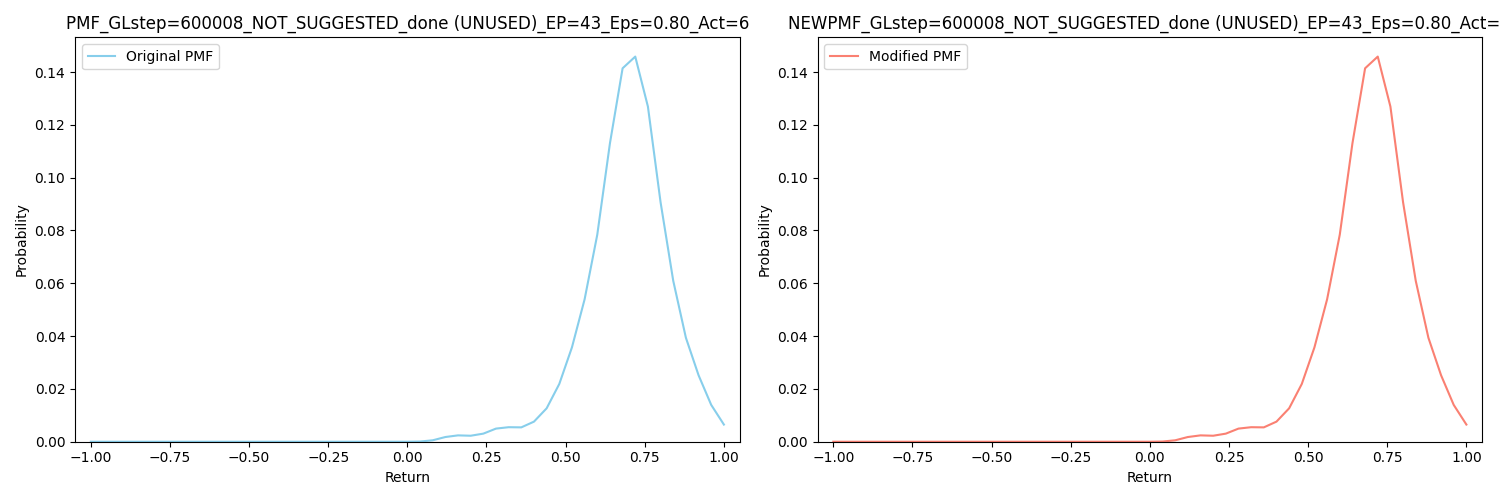 PMF_GLstep=600008_NOT_SUGGESTED_done (UNUSED)_EP=43_Eps=0.80_Act=6
Original PMF
0.14
0.12
0.10
0.08
0.06
0.04
0.02
0.00
Probability
−1.00 −0.75 −0.50 −0.25 0.00 0.25 0.50 0.75 1.00
Return
NEWPMF_GLstep=600008_NOT_SUGGESTED_done (UNUSED)_EP=43_Eps=0.80_Act=
Modified PMF
0.14
0.12
0.10
0.08
0.06
0.04
0.02
0.00
Probability
−1.00 −0.75 −0.50 −0.25 0.00 0.25 0.50 0.75 1.00
Return